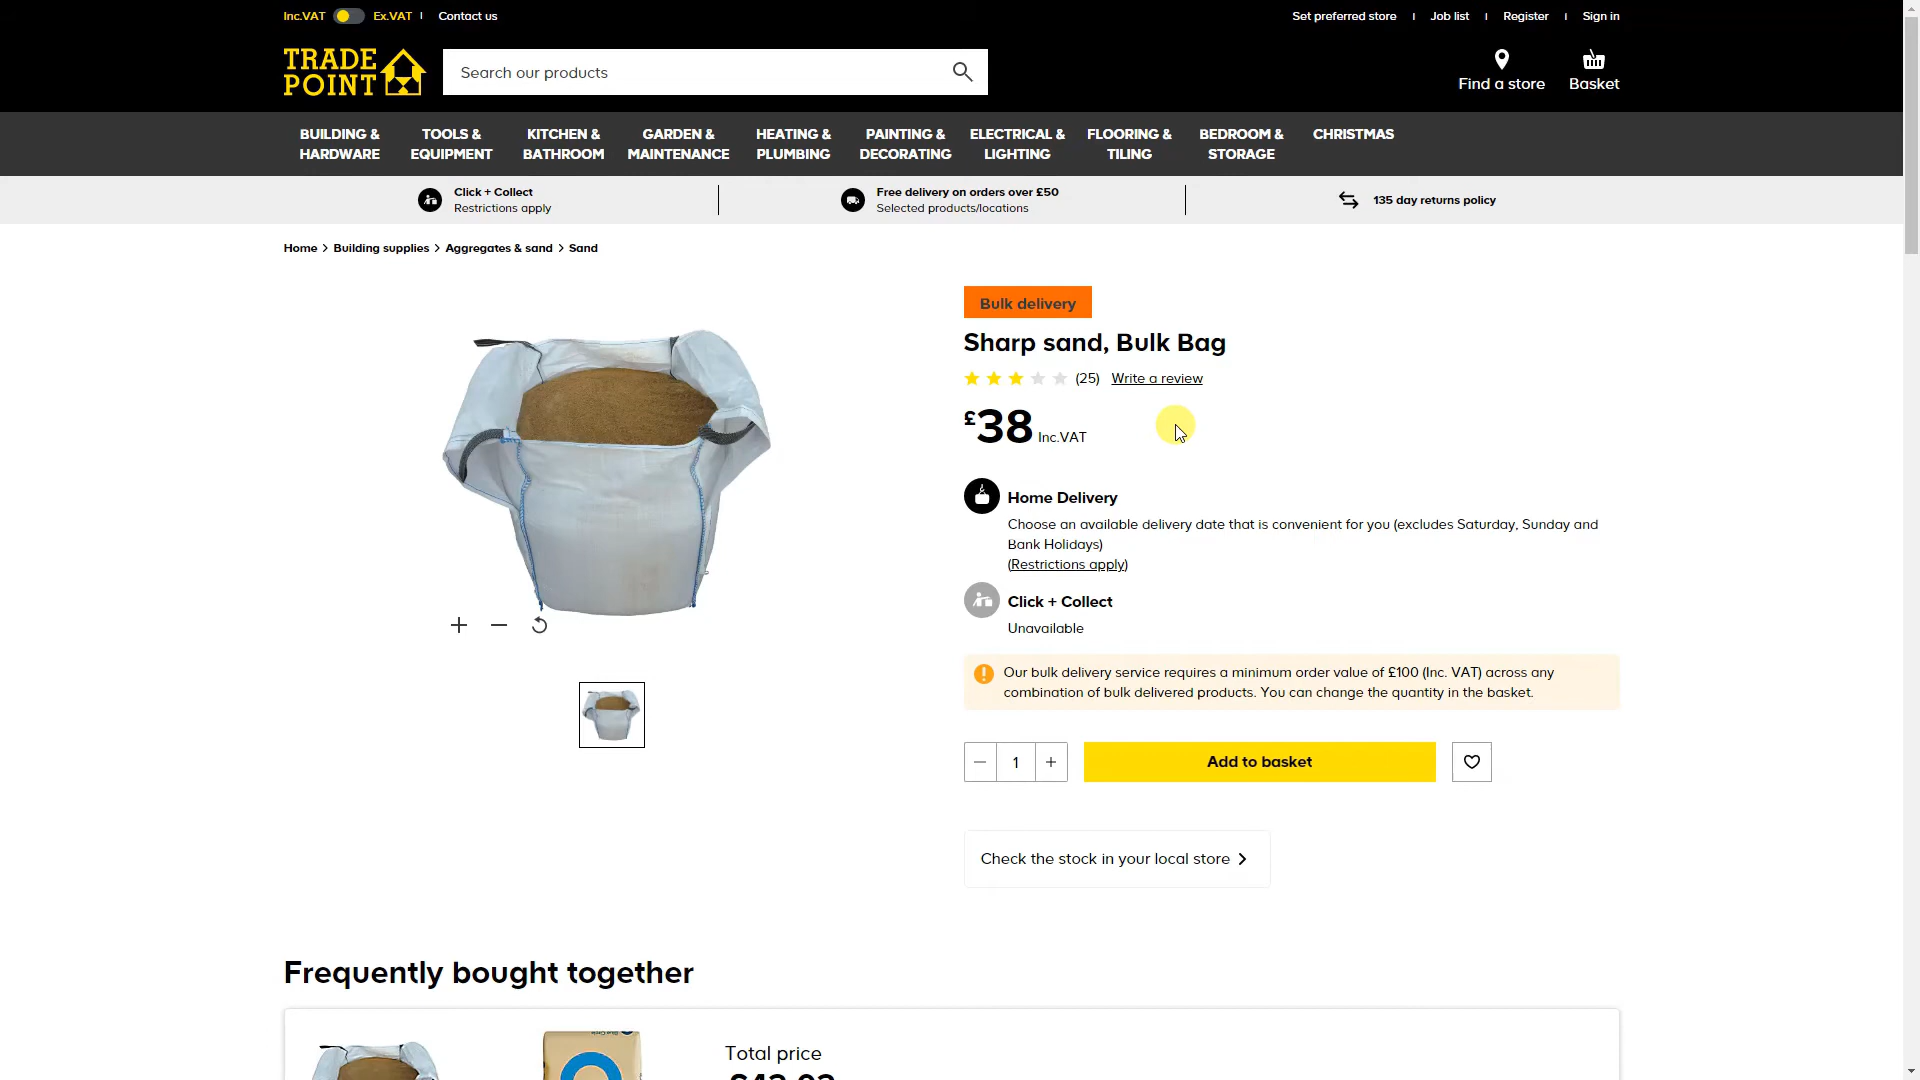 Inc.VAT Ex.VAT Contact us Set preferred store Job list Register Sign in
TRADE POINT
Search our products
Find a store Basket
BUILDING & HARDWARE
TOOLS & EQUIPMENT
KITCHEN & BATHROOM
GARDEN & MAINTENANCE
HEATING & PLUMBING
PAINTING & DECORATING
ELECTRICAL & LIGHTING
FLOORING & TILING
BEDROOM & STORAGE
CHRISTMAS
Click + Collect
Restrictions apply
Free delivery on orders over £50
Selected products/locations
135 day returns policy
Home > Building supplies > Aggregates & sand > Sand
Bulk delivery
Sharp sand, Bulk Bag
(25) Write a review
£38 Inc.VAT
Home Delivery
Choose an available delivery date that is convenient for you (excludes Saturday, Sunday and
Bank Holidays)
(Restrictions apply)
Click + Collect
Unavailable
Our bulk delivery service requires a minimum order value of £100 (Inc. VAT) across any
combination of bulk delivered products. You can change the quantity in the basket.
1 Add to basket
Check the stock in your local store
Frequently bought together
Total price